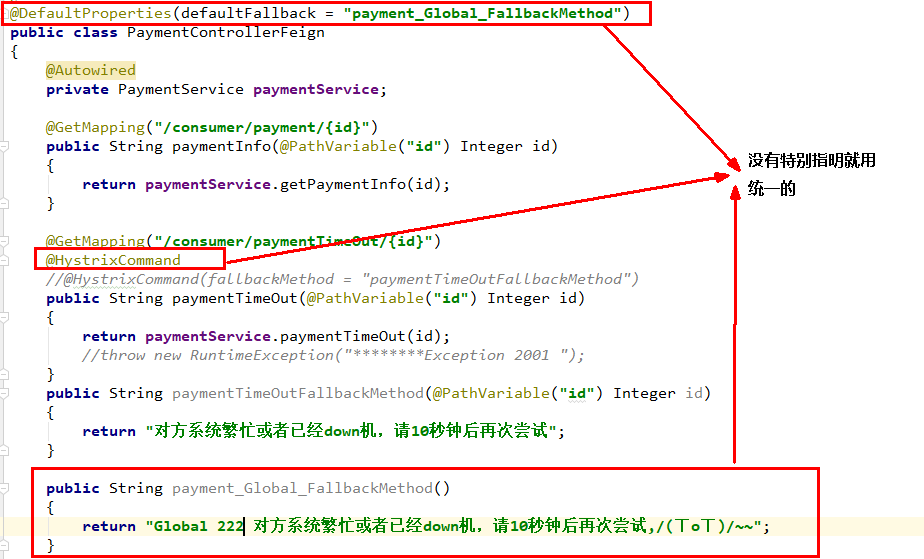 @DefaultProperties(defaultFallback = "payment_Global_FallbackMethod")
public class PaymentControllerFeign
{
@Autowired
private PaymentService paymentService;
@GetMapping("/consumer/payment/{id}")
public String paymentInfo(@PathVariable("id") Integer id)
{
return paymentService.getPaymentInfo(id);
}
没有特别指明就用
统一的
@GetMapping("/consumer/paymentTimeOut/{id}")
@HystrixCommand
//@HystrixCommand(fallbackMethod = "paymentTimeOutFallbackMethod")
public String paymentTimeOut(@PathVariable("id") Integer id)
{
return paymentService.paymentTimeOut(id);
//throw new RuntimeException("********Exception 2001 ");
}
public String paymentTimeOutFallbackMethod(@PathVariable("id") Integer id)
{
return "对方系统繁忙或者已经down机，请10秒钟后再次尝试";
}
public String payment_Global_FallbackMethod()
{
return "Global 222 对方系统繁忙或者已经down机，请10秒钟后再次尝试,/(ㄒoㄒ)/~~";
}